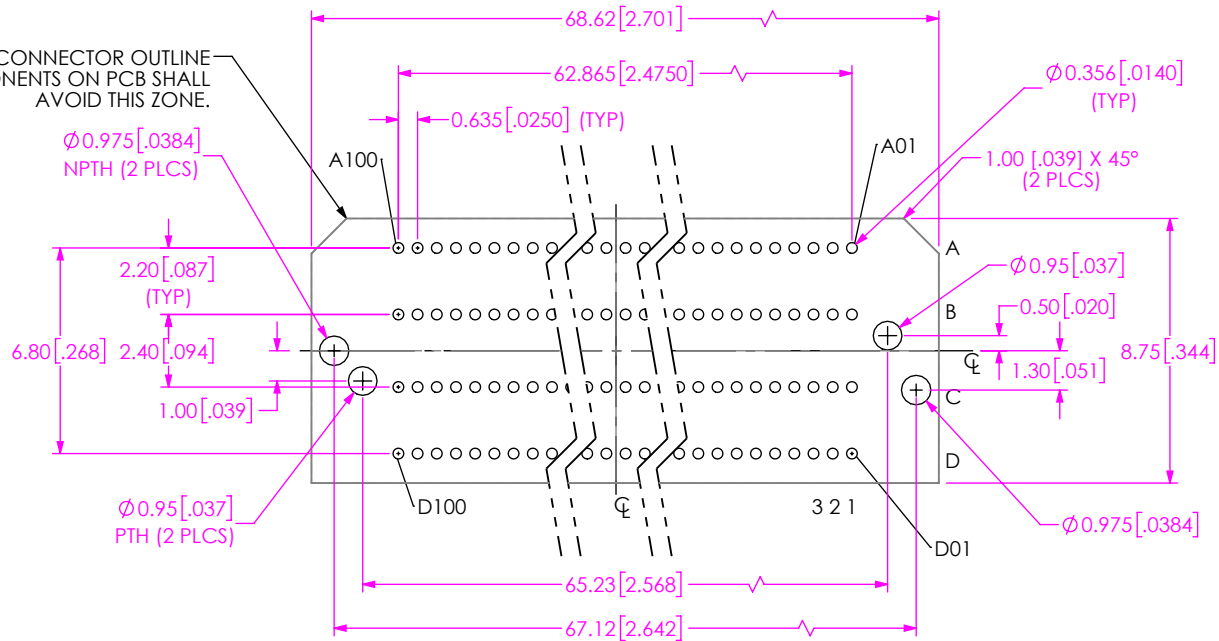 68.62[2.701]
CONNECTOR OUTLINE
NENTS ON PCB SHALL
AVOID THIS ZONE.
62.865[2.4750]
Ø0.356[.0140]
(TYP)
0.635[.0250] (TYP)
Ø0.975[.0384]
NPTH (2 PLCS)
A100
A01
1.00 [.039] X 45°
(2 PLCS)
A
2.20[.087]
(TYP)
Ø0.95[.037]
B
0.50[.020]
6.80[.268]
2.40[.094]
8.75[.344]
℄
1.30[.051]
1.00[.039]
C
D
Ø0.95[.037]
PTH (2 PLCS)
D100
℄
3 2 1
Ø0.975[.0384]
D01
65.23[2.568]
67.12[2.642]